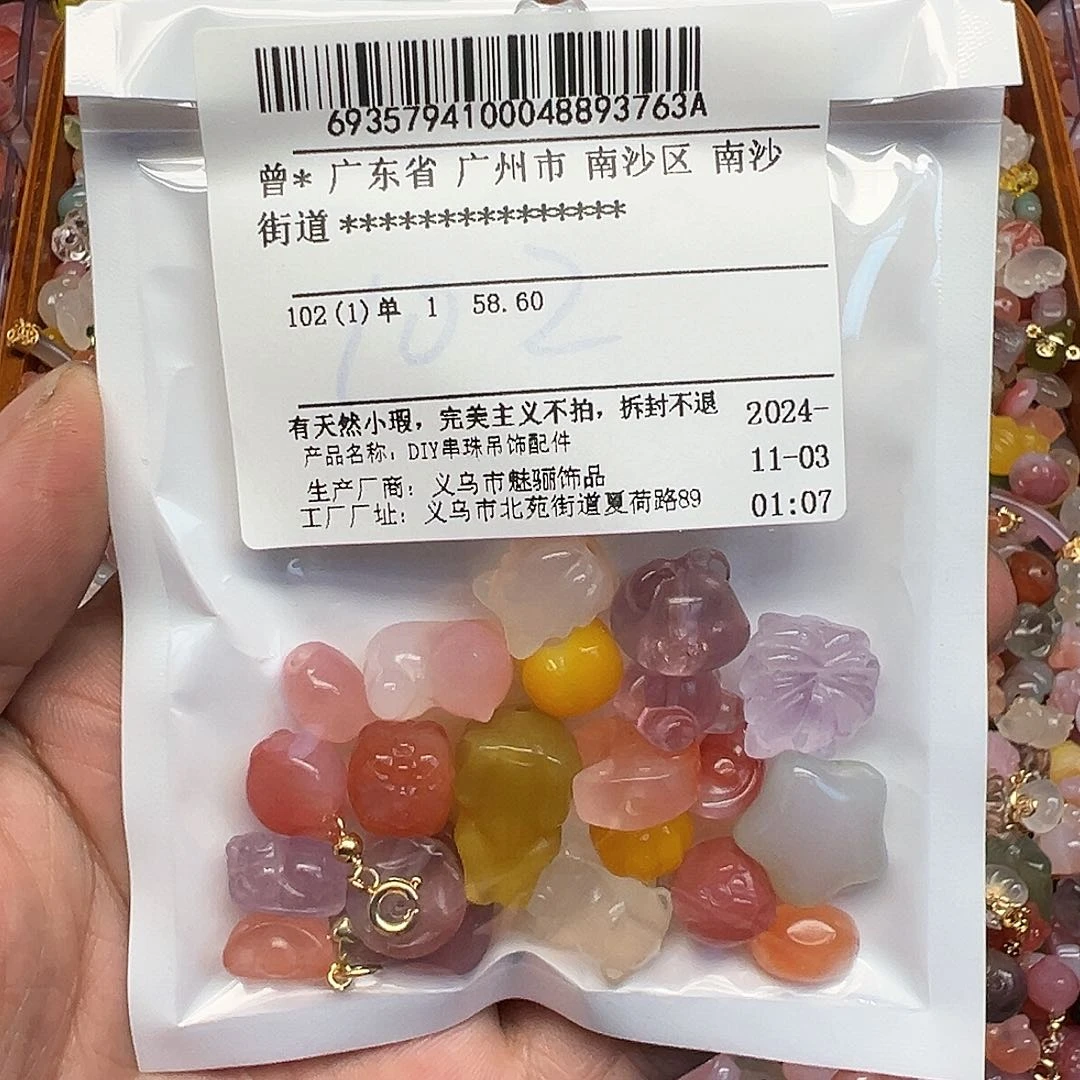 6935794100048893763A
曾* 广东省 广州市 南沙区 南沙
街道 ***************
102(1)单 1 58.60
102
有天然小瑕，完美主义不拍，拆封不退
产品名称：DIY串珠吊饰配件
生产厂商：义乌市魅骊饰品
工厂厂址：义乌市北苑街道夏荷路89
2024-
11-03
01:07